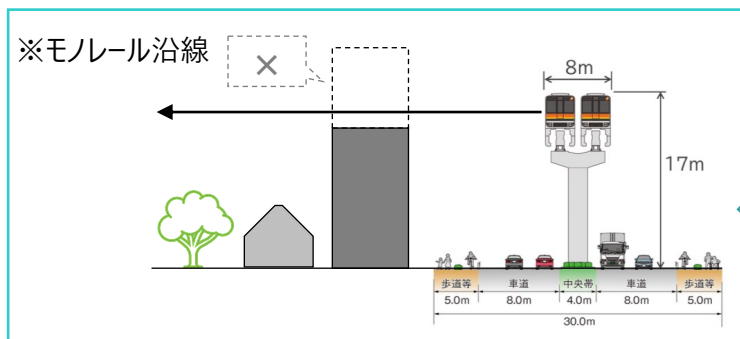 ※モノレール沿線
×
8m
17m
歩道等 車道 中央帯 車道 歩道等
5.0m 8.0m 4.0m 8.0m 5.0m
30.0m